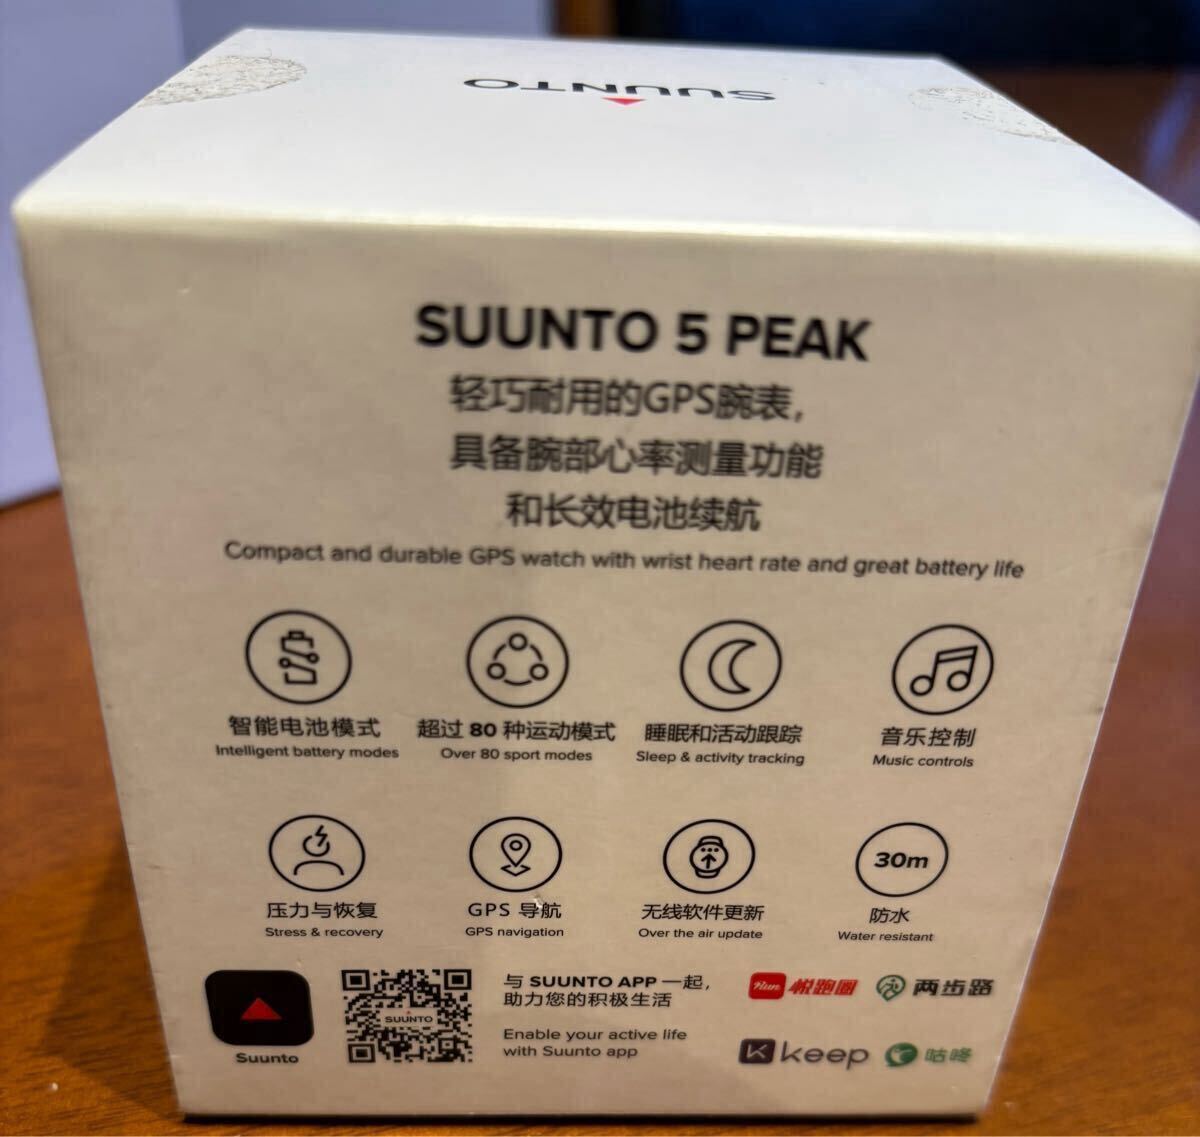 SUUNTO
SUUNTO 5 PEAK
轻巧耐用的GPS腕表，
具备腕部心率测量功能
和长效电池续航
Compact and durable GPS watch with wrist heart rate and great battery life
智能电池模式
Intelligent battery modes
超过 80 种运动模式
Over 80 sport modes
睡眠和活动跟踪
Sleep & activity tracking
音乐控制
Music controls
压力与恢复
Stress & recovery
GPS 导航
GPS navigation
无线软件更新
Over the air update
30m
防水
Water resistant
Suunto
SUUNTO
与 SUUNTO APP 一起，
助力您的积极生活
Enable your active life
with Suunto app
Run 悦跑圈
两步路
K keep
咕咚